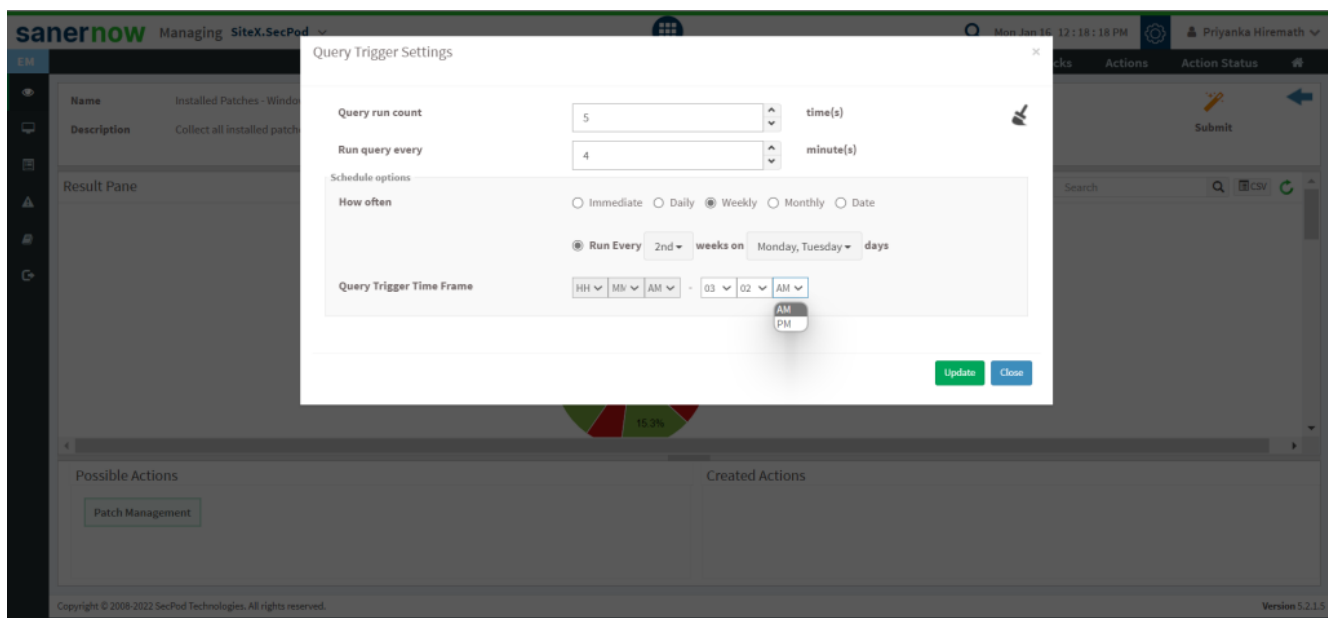 sanernow Managing SiteX.SecPod Mon Jan 16 12:18:18 PM Priyanka Hiremath
EM cks Actions Action Status
Query Trigger Settings ×
Name Installed Patches - Windo
Description Collect all installed patch
Submit
Query run count 5 time(s)
Run query every 4 minute(s)
Result Pane Search CSV
Schedule options
How often Immediate Daily Weekly Monthly Date
Run Every 2nd weeks on Monday, Tuesday days
Query Trigger Time Frame HH MM AM - 03 02 AM
AM
PM
Update Close
15.3%
Possible Actions Created Actions
Patch Management
Copyright © 2008-2022 SecPod Technologies. All rights reserved. Version 5.2.1.5